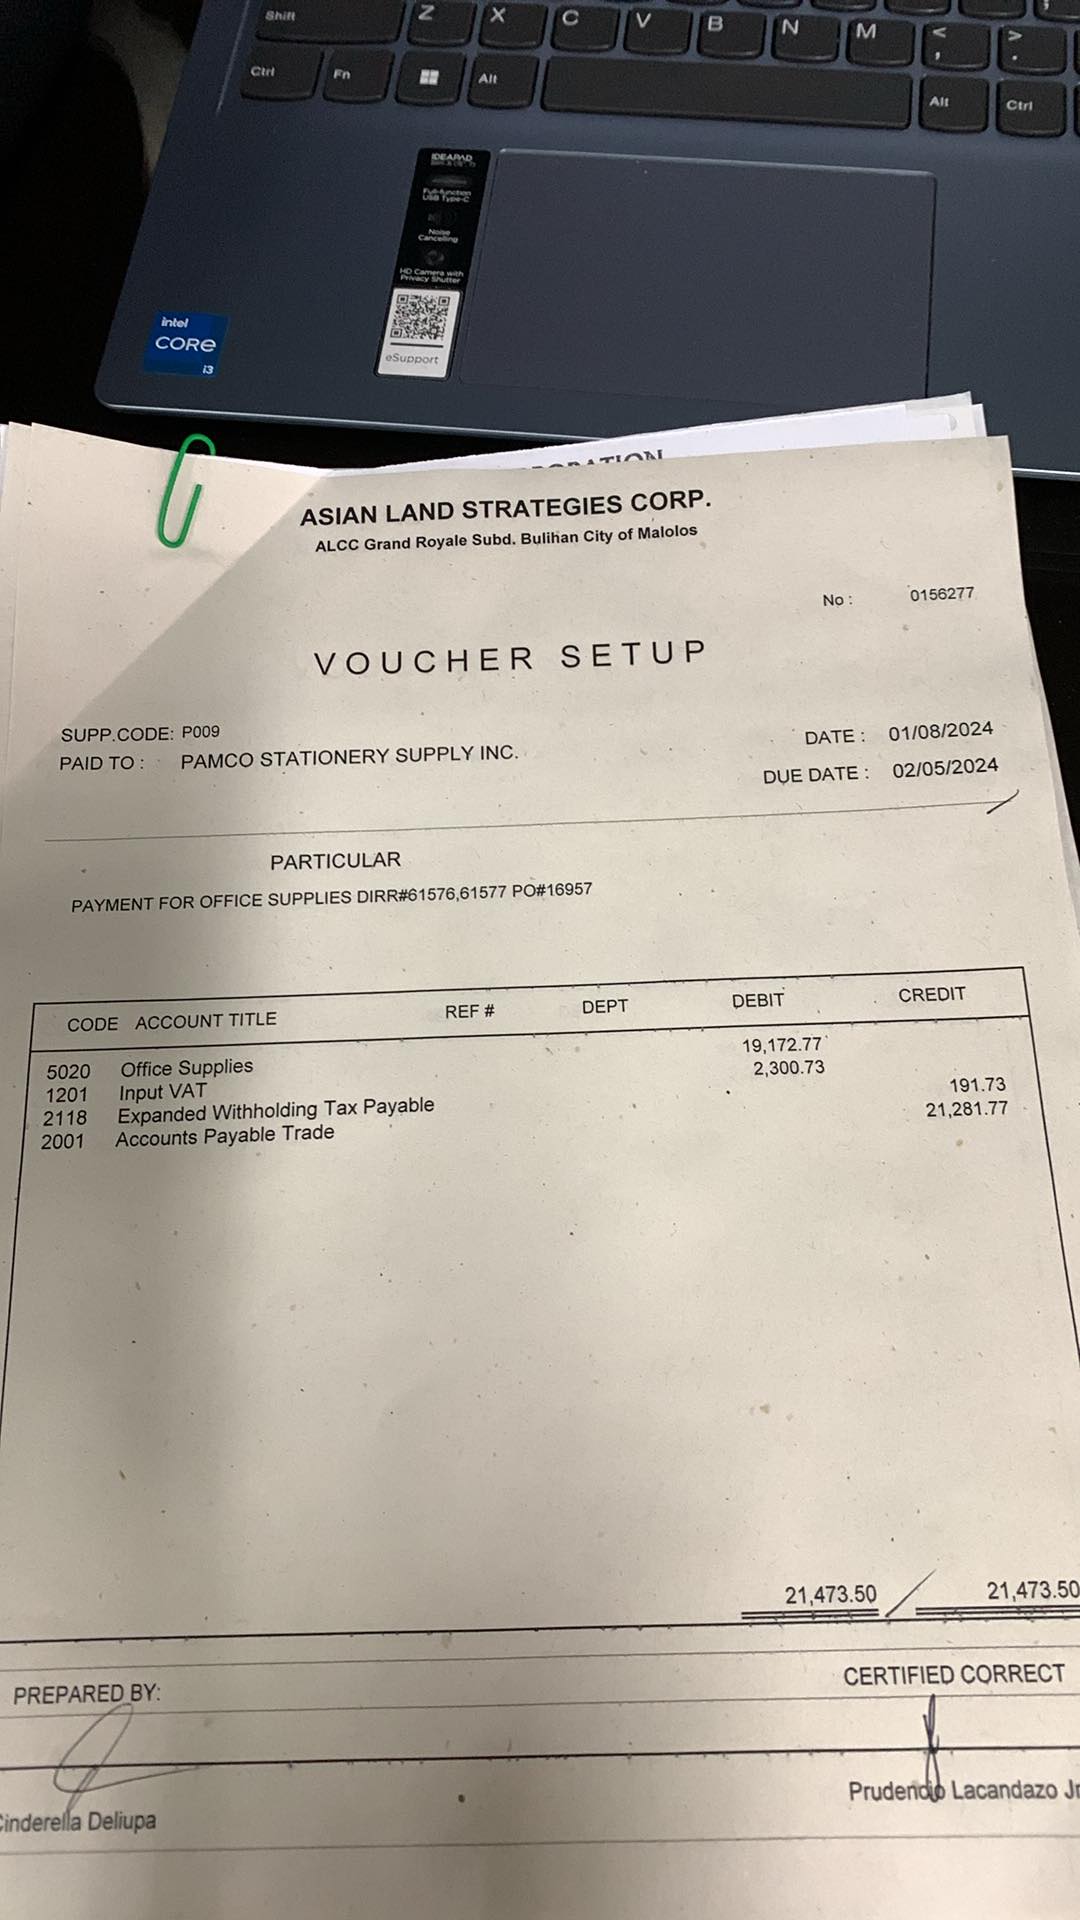 Shift Z X C V B N M < , > .
Ctrl Fn Alt Alt Ctrl
IDEAPAD
Full-function
USB Type-C
Noise
Cancelling
HD Camera with
Privacy Shutter
eSupport
intel
CORE
i3
ASIAN LAND STRATEGIES CORP.
ALCC Grand Royale Subd. Bulihan City of Malolos
No : 0156277
VOUCHER SETUP
SUPP.CODE: P009
DATE : 01/08/2024
PAID TO : PAMCO STATIONERY SUPPLY INC.
DUE DATE : 02/05/2024
PARTICULAR
PAYMENT FOR OFFICE SUPPLIES DIRR#61576,61577 PO#16957
CODE ACCOUNT TITLE REF # DEPT DEBIT CREDIT
5020 Office Supplies 19,172.77
1201 Input VAT 2,300.73
2118 Expanded Withholding Tax Payable 191.73
2001 Accounts Payable Trade 21,281.77
21,473.50 21,473.50
PREPARED BY: CERTIFIED CORRECT
Cinderella Deliupa Prudencio Lacandazo Jr